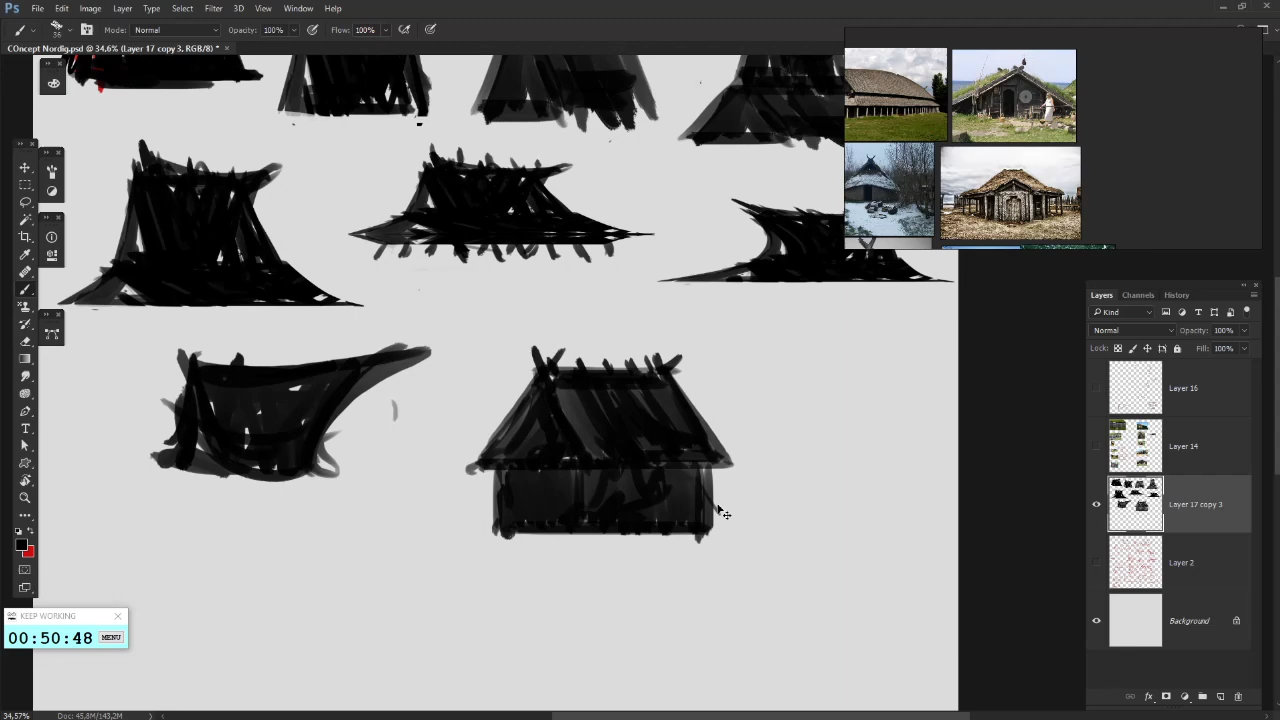 Ps File Edit Image Layer Type Select Filter 3D View Window Help
36 Mode: Normal Opacity: 100% Flow: 100%
COncept Nordig.psd @ 34,6% (Layer 17 copy 3, RGB/8) *
Layers Channels History
Kind
Normal Opacity: 100%
Lock: Fill: 100%
Layer 16
Layer 14
Layer 17 copy 3
Layer 2
Background
KEEP WORKING
00:50:48 MENU
34,57% Doc: 45,8M/143,2M